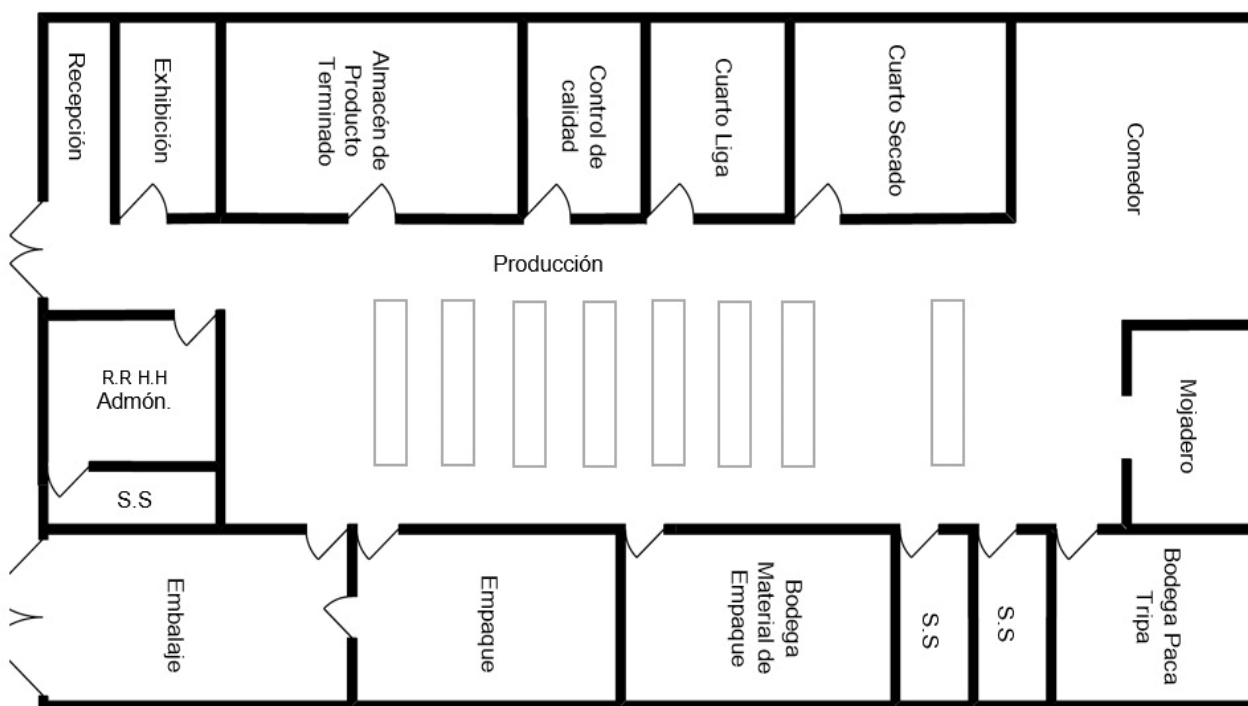 Recepción
Exhibición
Almacén de
Producto
Terminado
Control de
calidad
Cuarto Liga
Cuarto Secado
Comedor
Producción
R.R H.H
Admón.
Mojadero
S.S
Embalaje
Empaque
Bodega
Material de
Empaque
S.S
S.S
Bodega Paca
Tripa